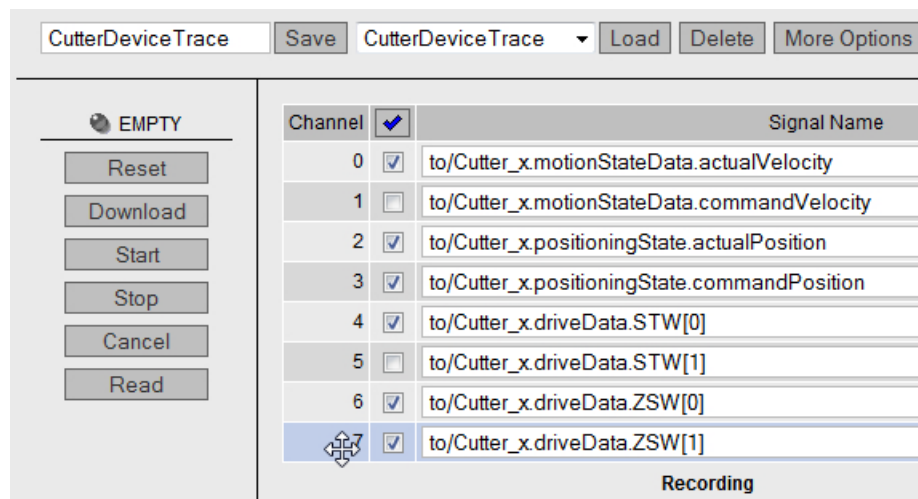 CutterDeviceTrace Save CutterDeviceTrace Load Delete More Options
EMPTY
Reset
Download
Start
Stop
Cancel
Read
Channel Signal Name
0 to/Cutter_x.motionStateData.actualVelocity
1 to/Cutter_x.motionStateData.commandVelocity
2 to/Cutter_x.positioningState.actualPosition
3 to/Cutter_x.positioningState.commandPosition
4 to/Cutter_x.driveData.STW[0]
5 to/Cutter_x.driveData.STW[1]
6 to/Cutter_x.driveData.ZSW[0]
7 to/Cutter_x.driveData.ZSW[1]
Recording